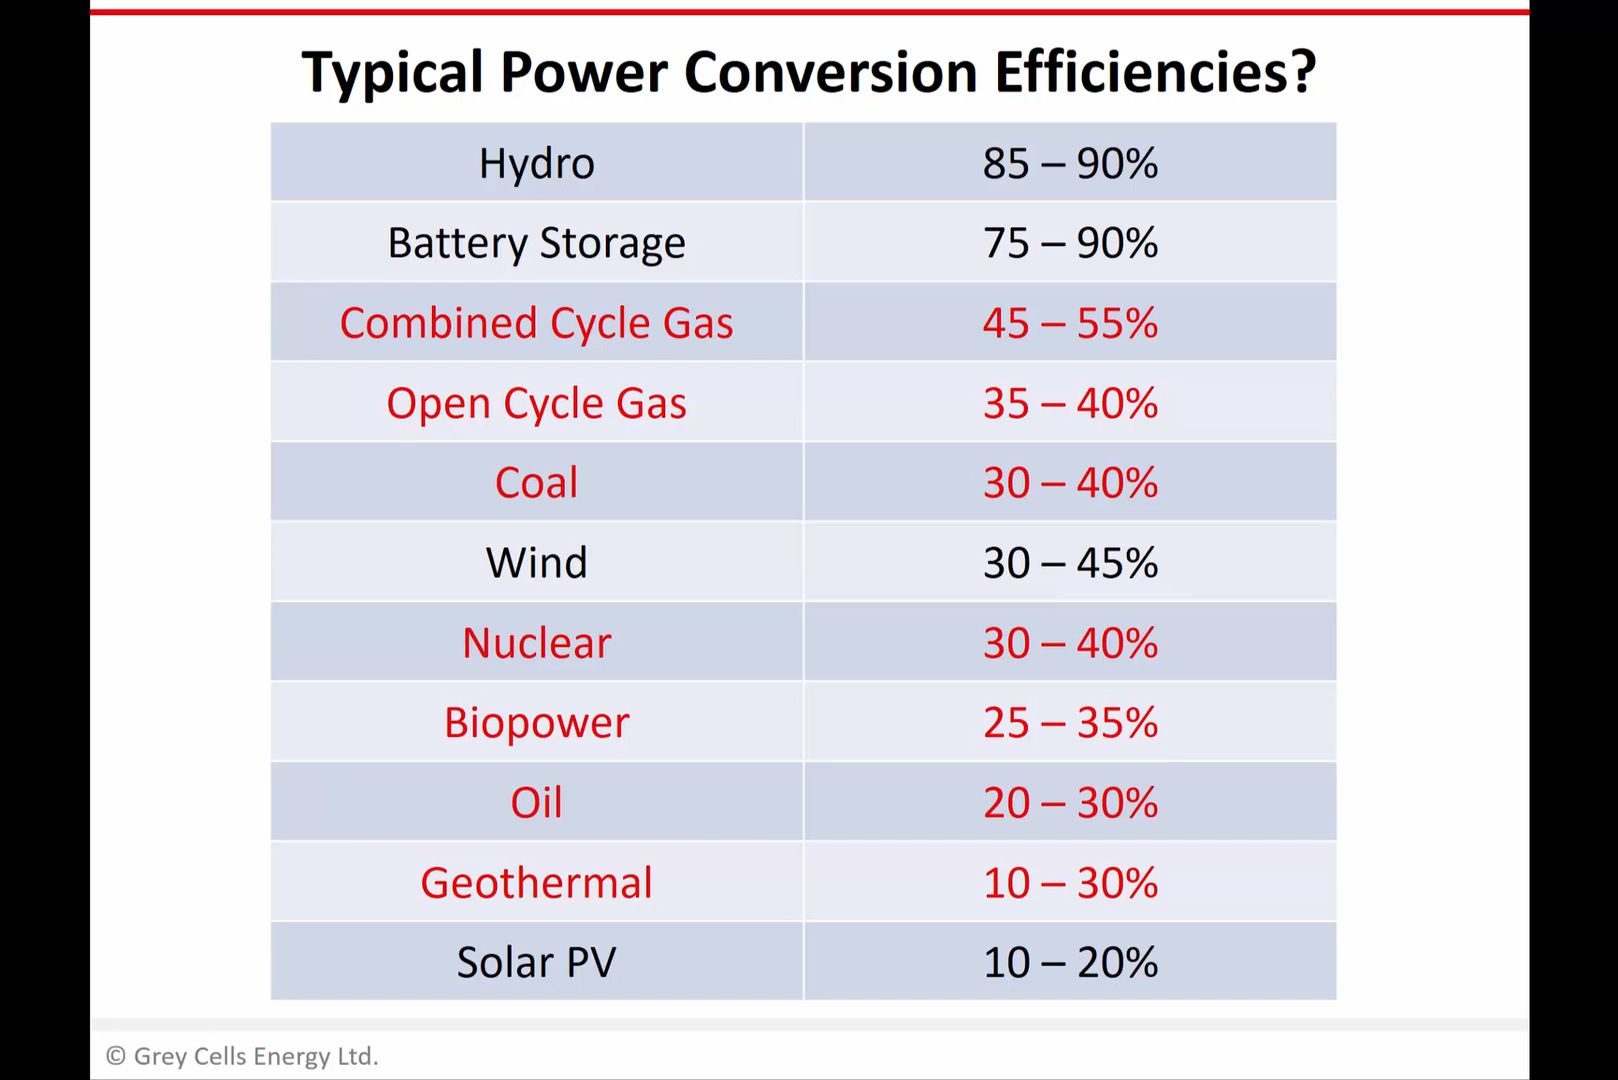 Typical Power Conversion Efficiencies?
Hydro 85 – 90%
Battery Storage 75 – 90%
Combined Cycle Gas 45 – 55%
Open Cycle Gas 35 – 40%
Coal 30 – 40%
Wind 30 – 45%
Nuclear 30 – 40%
Biopower 25 – 35%
Oil 20 – 30%
Geothermal 10 – 30%
Solar PV 10 – 20%
© Grey Cells Energy Ltd.